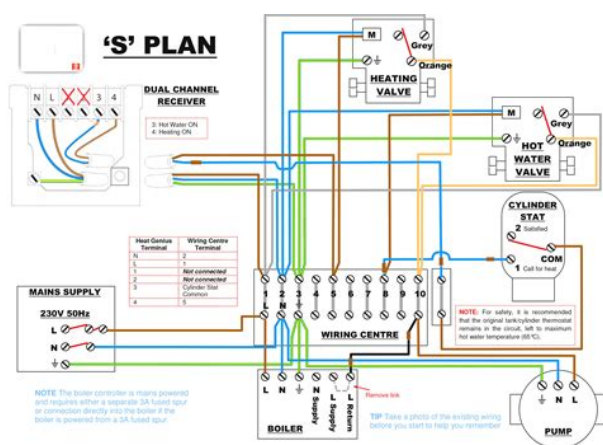 'S' PLAN
DUAL CHANNEL
RECEIVER
N L X X 3 4
3: Hot Water ON
4: Heating ON
Grey
Orange
M
HEATING
VALVE
M
Grey
Orange
HOT
WATER
VALVE
CYLINDER
STAT
2 Satisfied
COM
1 Call for heat
Heat Genius Terminal
Wiring Centre Terminal
N 2
L 1
1 Not connected
2 Not connected
3 Cylinder Stat Common
4 5
1 2 3 4 5 6 7 8 9 10
L N
WIRING CENTRE
MAINS SUPPLY
230V 50Hz
L
N
NOTE: For safety, it is recommended
that the original tank/cylinder thermostat
remains in the circuit, left to maximum
hot water temperature (65°C).
NOTE The boiler controller is mains powered
and requires either a separate 3A fused spur
or connection directly into the boiler if the
boiler is powered from a 3A fused spur.
L N N Supply L Supply L Return
BOILER
Remove link
TIP Take a photo of the existing wiring
before you start to help you remember
N L
PUMP